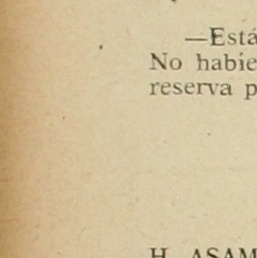 —Está
No habie
reserva p
H. ASAM